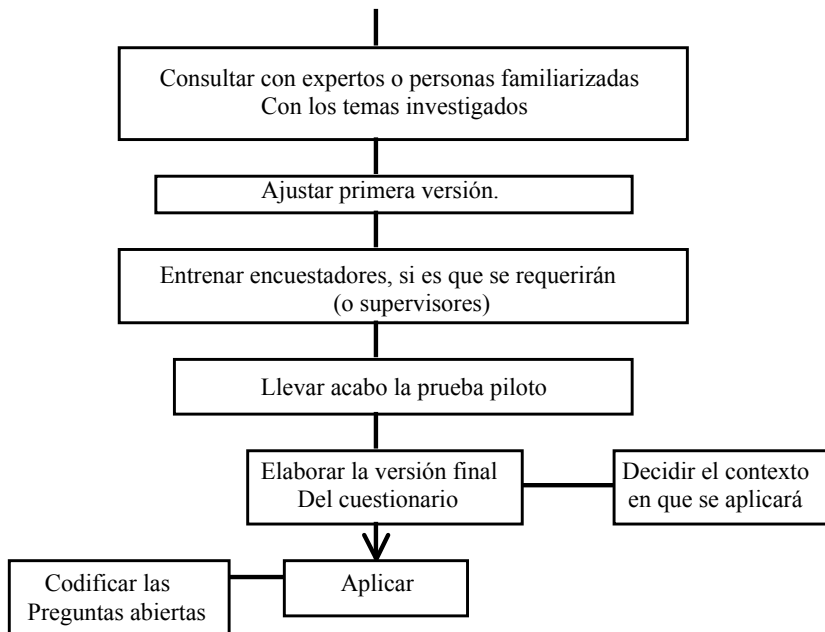 Consultar con expertos o personas familiarizadas
Con los temas investigados
Ajustar primera versión.
Entrenar encuestadores, si es que se requerirán
(o supervisores)
Llevar acabo la prueba piloto
Elaborar la versión final
Del cuestionario
Decidir el contexto
en que se aplicará
Codificar las
Preguntas abiertas
Aplicar